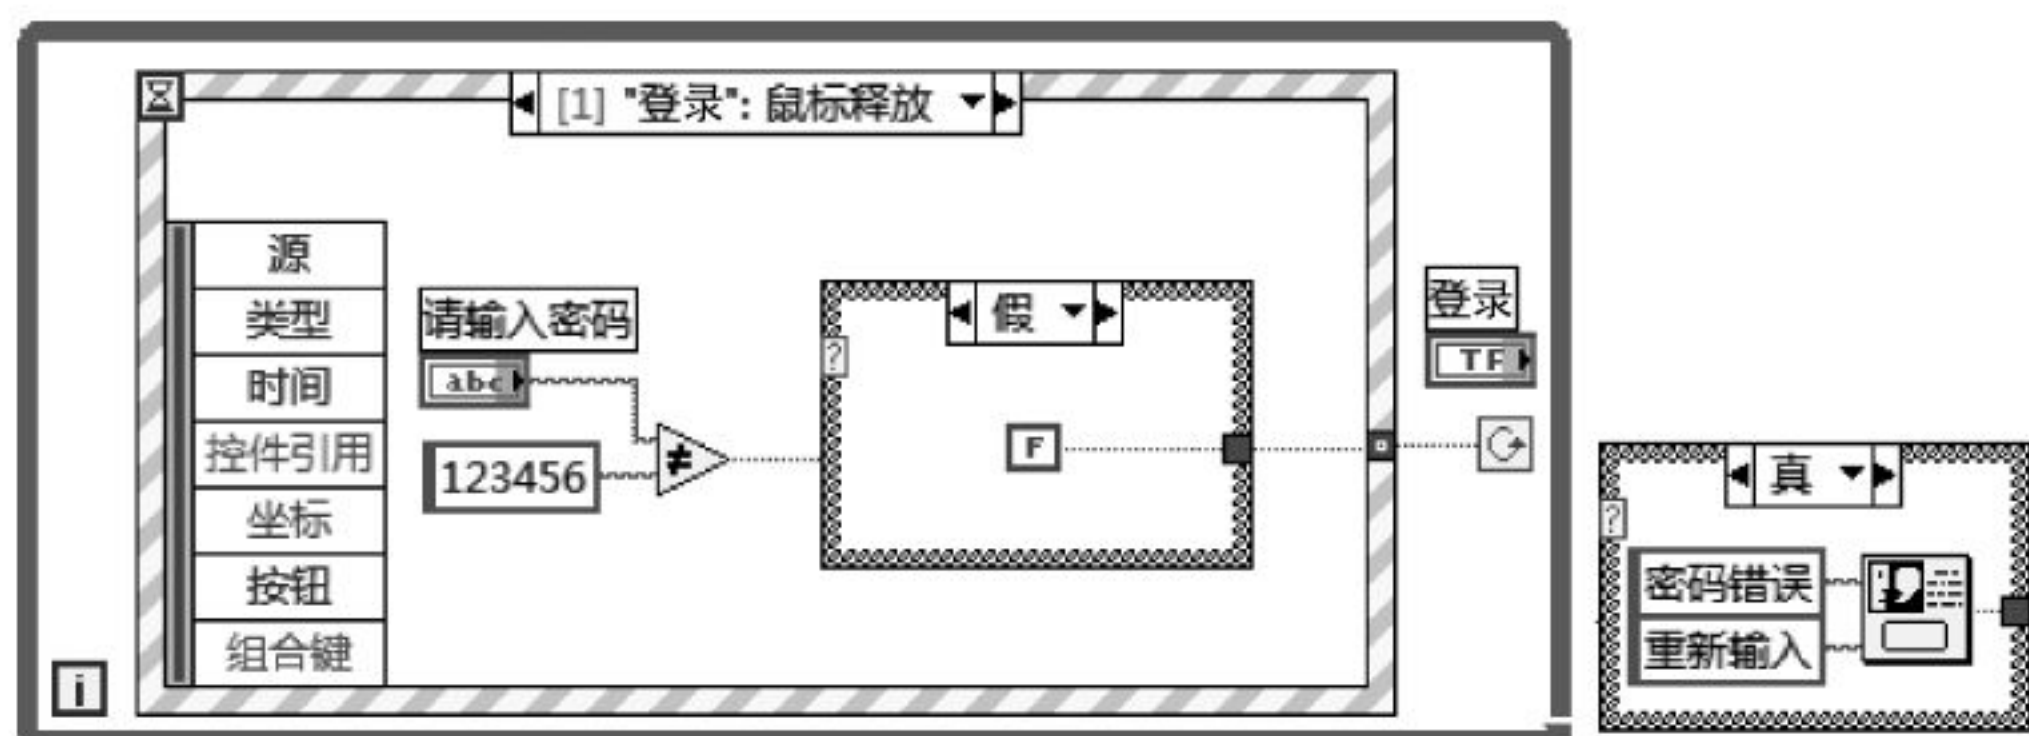 [1] "登录": 鼠标释放
源
类型
时间
控件引用
坐标
按钮
组合键
请输入密码
abc
123456
≠
?
假
F
登录
TF
i
真
?
密码错误
重新输入